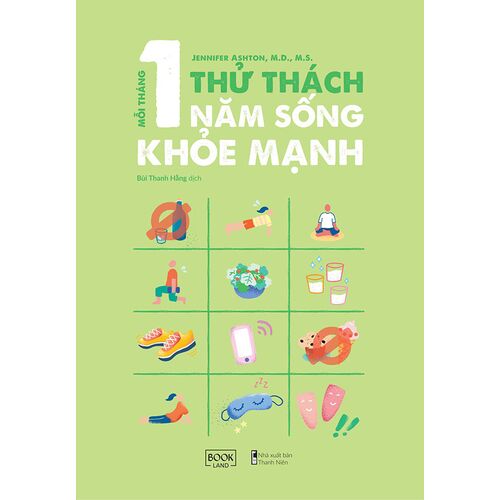 JENNIFER ASHTON, M.D., M.S.
MỖI THÁNG
1 THỬ THÁCH
NĂM SỐNG
KHỎE MẠNH
Bùi Thanh Hằng dịch
zzz
!!
BOOK
LAND
Nhà xuất bản
Thanh Niên